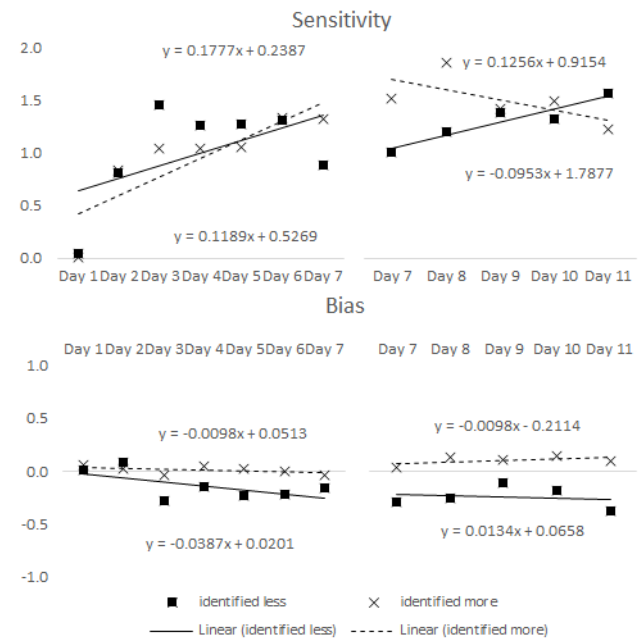 Sensitivity
2.0
1.5
1.0
0.5
0.0
y = 0.1777x + 0.2387
y = 0.1189x + 0.5269
y = 0.1256x + 0.9154
y = -0.0953x + 1.7877
Day 1 Day 2 Day 3 Day 4 Day 5 Day 6 Day 7
Day 7 Day 8 Day 9 Day 10 Day 11
Bias
Day 1 Day 2 Day 3 Day 4 Day 5 Day 6 Day 7
Day 7 Day 8 Day 9 Day 10 Day 11
1.0
0.5
0.0
-0.5
-1.0
y = -0.0098x + 0.0513
y = -0.0387x + 0.0201
y = -0.0098x - 0.2114
y = 0.0134x + 0.0658
identified less
identified more
Linear (identified less)
Linear (identified more)